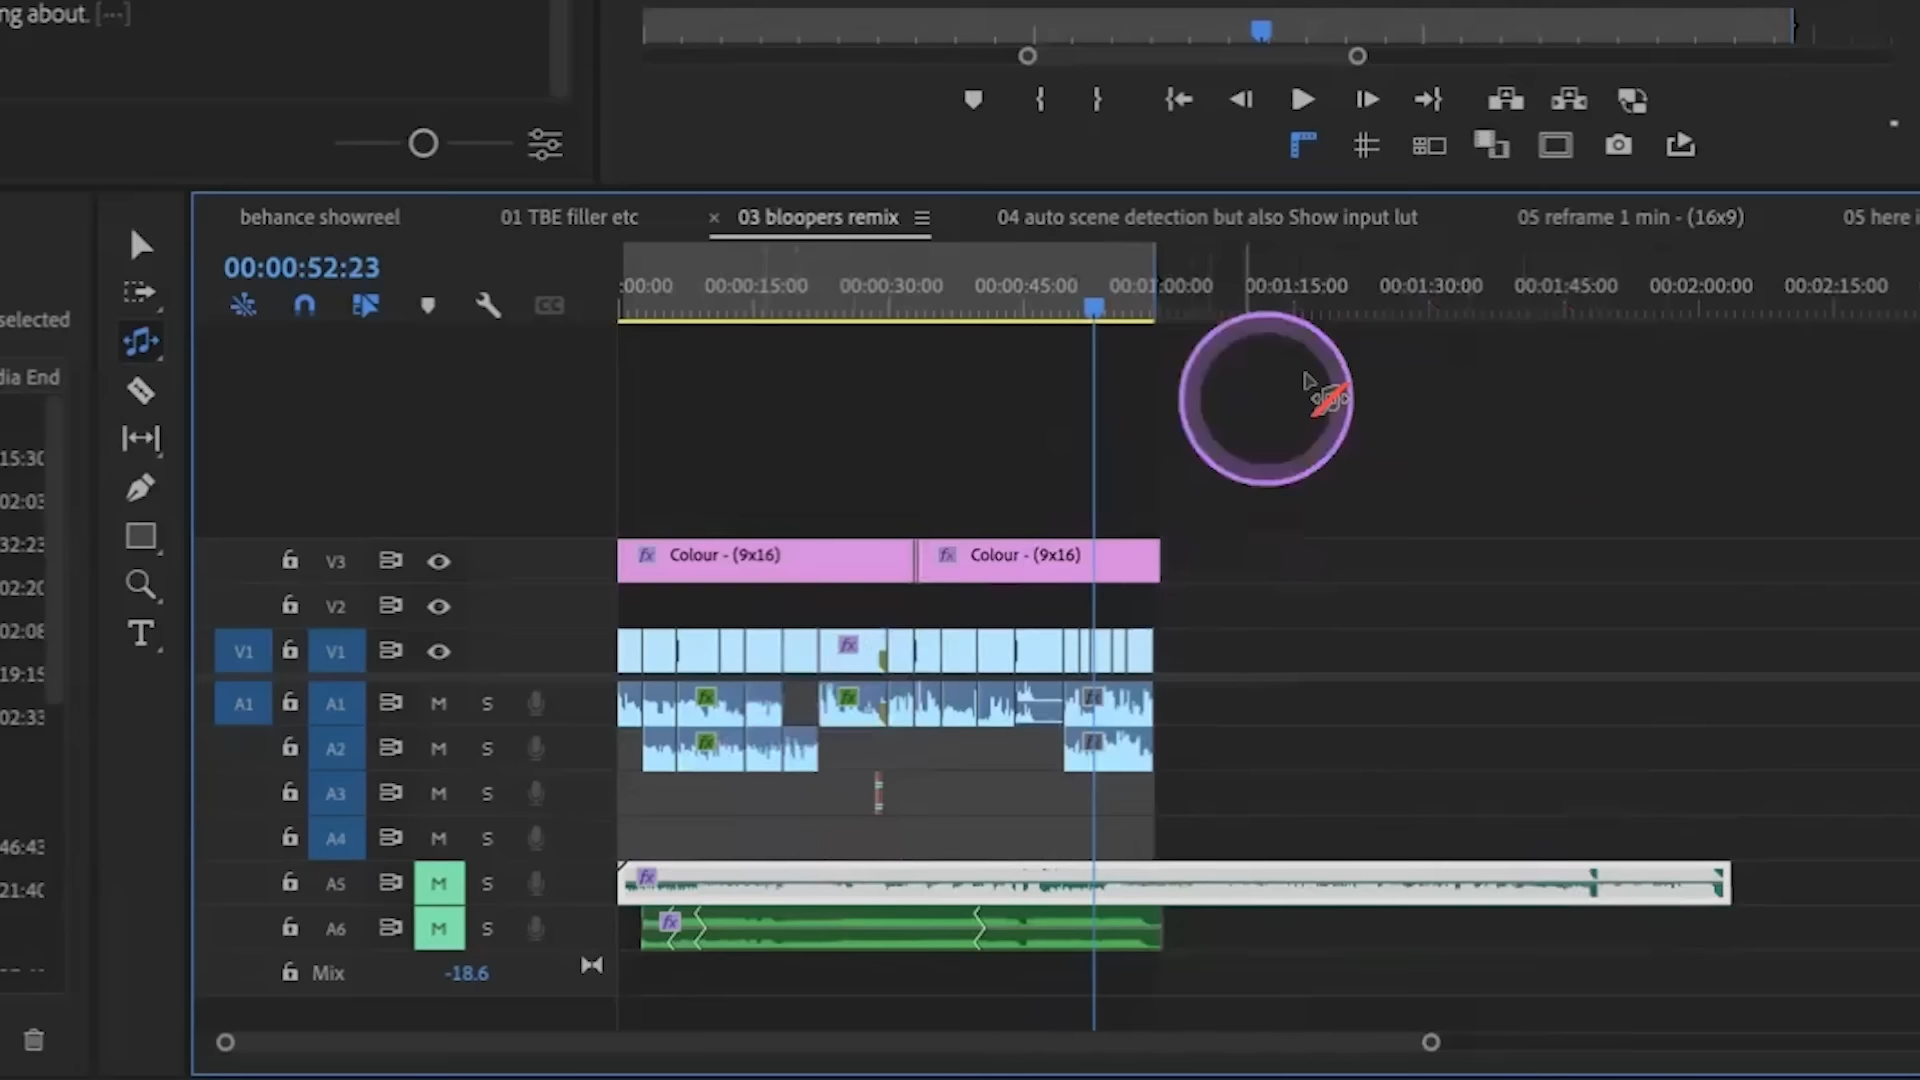 ng about. [...]
behance showreel
01 TBE filler etc
× 03 bloopers remix
04 auto scene detection but also Show input lut
05 reframe 1 min - (16x9)
05 here i
00:00:52:23
:00:00 00:00:15:00 00:00:30:00 00:00:45:00 00:01:00:00 00:01:15:00 00:01:30:00 00:01:45:00 00:02:00:00 00:02:15:00
CC
selected
dia End
15:30
02:03
32:23
02:20
02:08
19:15
02:33
46:43
21:40
T
V3
fx Colour - (9x16)
fx Colour - (9x16)
V2
V1 V1
fx
A1 A1 M S
fx fx fx
A2 M S
fx fx
A3 M S
A4 M S
A5 M S
fx
A6 M S
fx
Mix -18.6